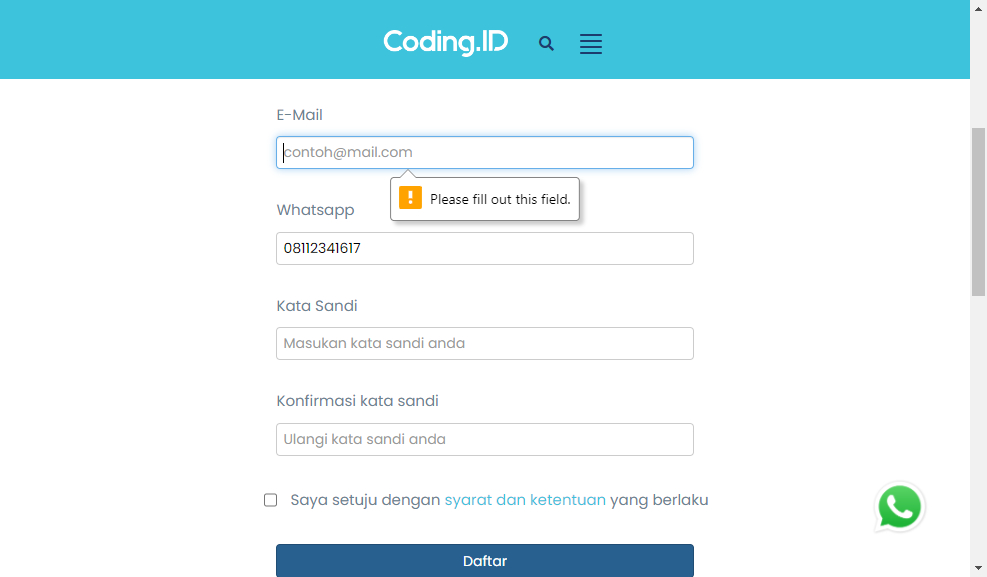 Coding.ID
E-Mail
contoh@mail.com
Please fill out this field.
Whatsapp
08112341617
Kata Sandi
Masukan kata sandi anda
Konfirmasi kata sandi
Ulangi kata sandi anda
Saya setuju dengan syarat dan ketentuan yang berlaku
Daftar